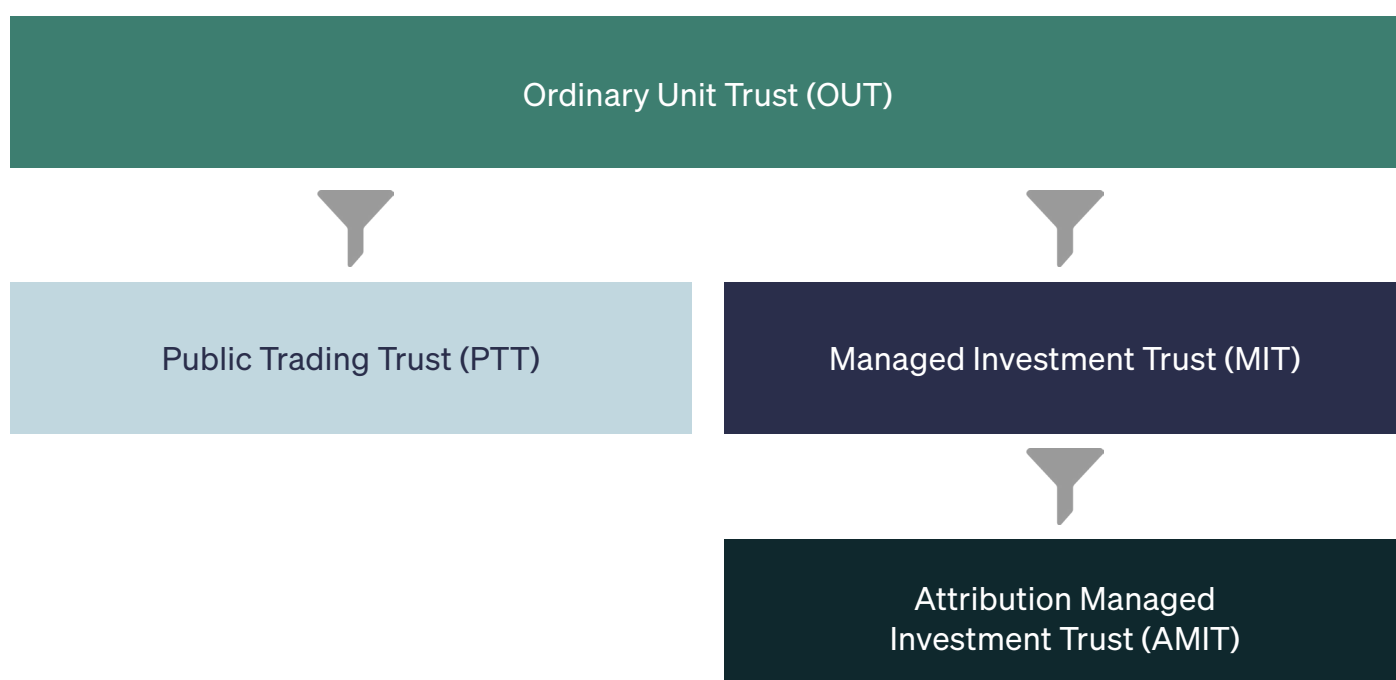 Ordinary Unit Trust (OUT)
Public Trading Trust (PTT)
Managed Investment Trust (MIT)
Attribution Managed
Investment Trust (AMIT)